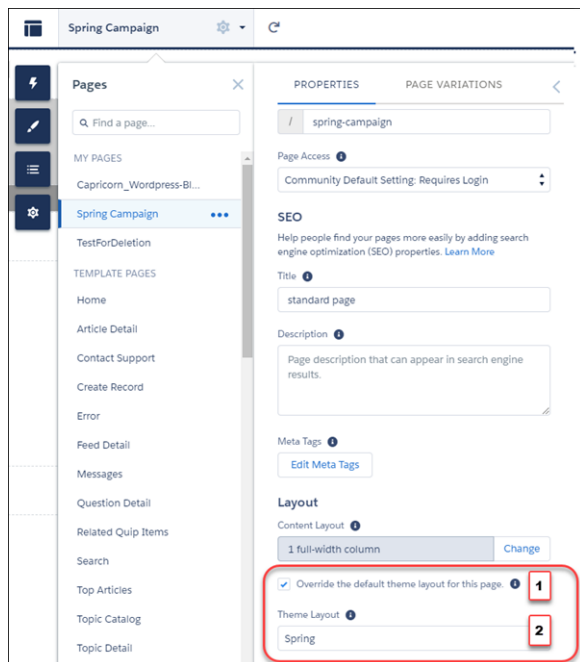 Spring Campaign
Pages
Find a page...
MY PAGES
Capricorn_Wordpress-Bl...
Spring Campaign
TestForDeletion
TEMPLATE PAGES
Home
Article Detail
Contact Support
Create Record
Error
Feed Detail
Messages
Question Detail
Related Quip Items
Search
Top Articles
Topic Catalog
Topic Detail
PROPERTIES
PAGE VARIATIONS
/ spring-campaign
Page Access
Community Default Setting: Requires Login
SEO
Help people find your pages more easily by adding search
engine optimization (SEO) properties. Learn More
Title
standard page
Description
Page description that can appear in search engine
results.
Meta Tags
Edit Meta Tags
Layout
Content Layout
1 full-width column
Change
Override the default theme layout for this page.
1
Theme Layout
Spring
2